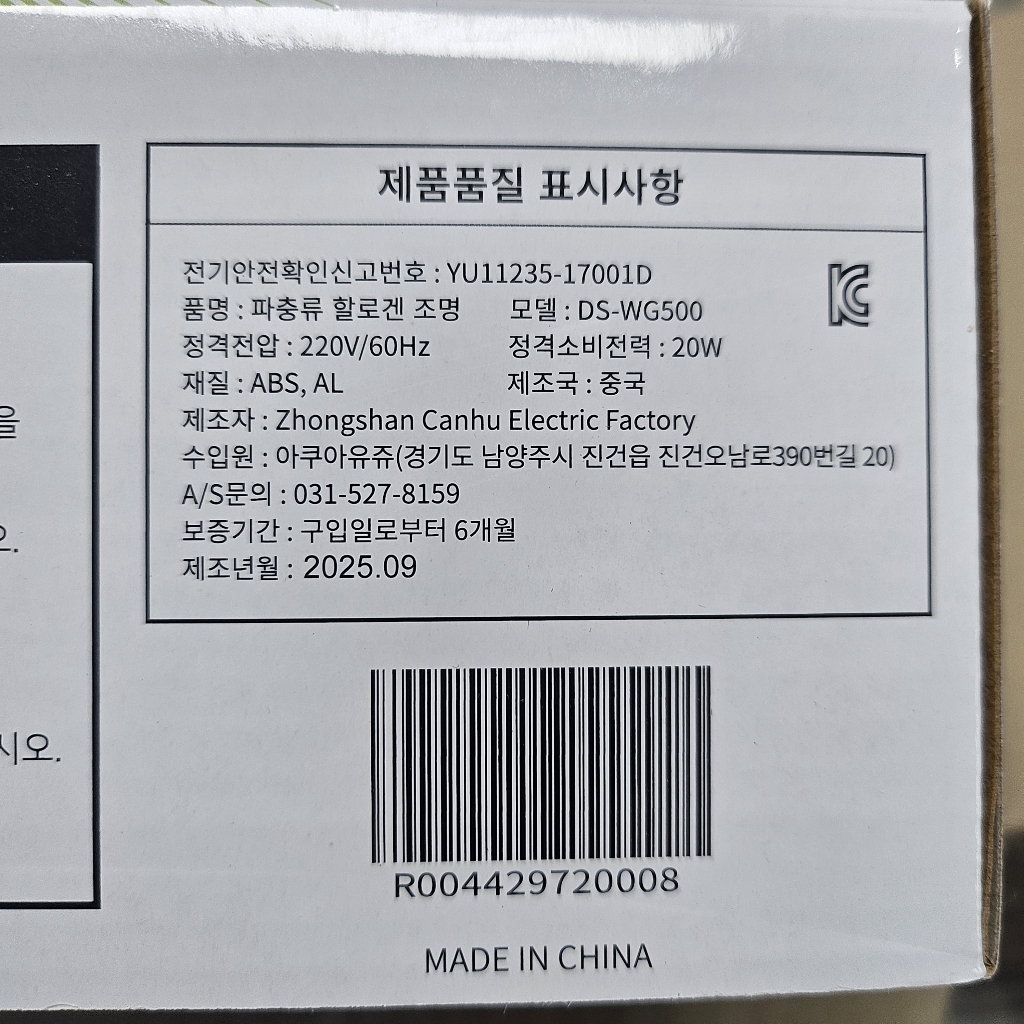 제품품질 표시사항
전기안전확인신고번호 : YU11235-17001D
품명 : 파충류 할로겐 조명 모델 : DS-WG500
정격전압 : 220V/60Hz 정격소비전력 : 20W
재질 : ABS, AL 제조국 : 중국
제조자 : Zhongshan Canhu Electric Factory
수입원 : 아쿠아유쥬(경기도 남양주시 진건읍 진건오남로390번길 20)
A/S문의 : 031-527-8159
보증기간 : 구입일로부터 6개월
제조년월 : 2025.09
을
오.
시오.
R004429720008
MADE IN CHINA